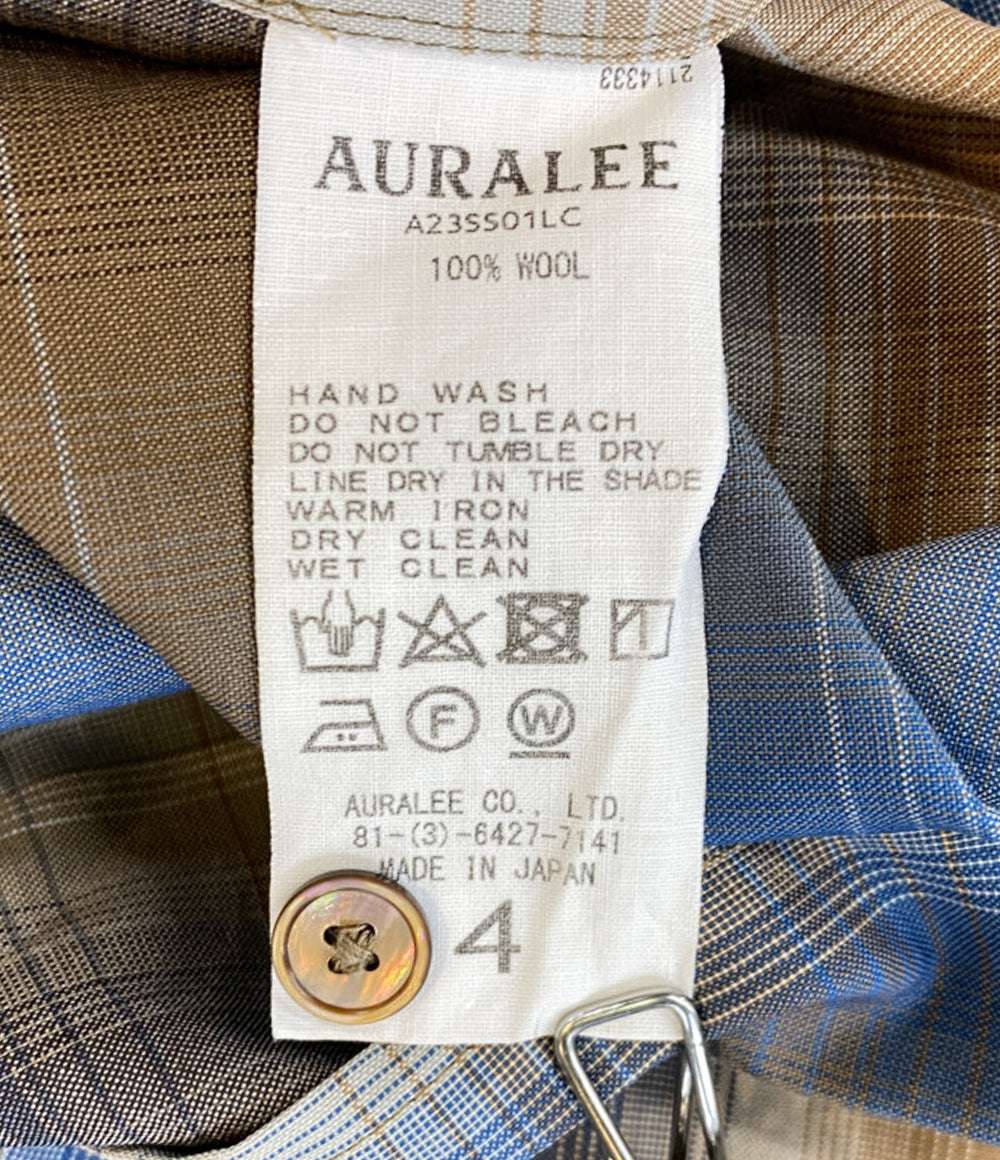 2114333
AURALEE
A23SS01LC
100% WOOL
HAND WASH
DO NOT BLEACH
DO NOT TUMBLE DRY
LINE DRY IN THE SHADE
WARM IRON
DRY CLEAN
WET CLEAN
F W
AURALEE CO., LTD.
81-(3)-6427-7141
MADE IN JAPAN
4